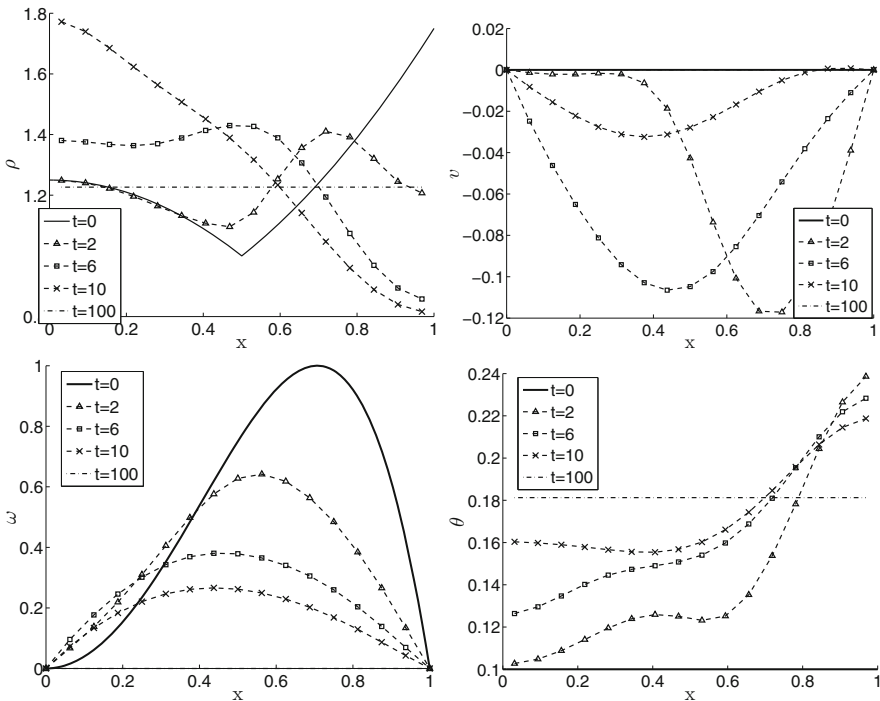 1.8
1.6
1.4
1.2
0.
0 0.2 0.4 0.6 0.8 1
ρ
x
t=0
t=2
t=6
t=10
t=100
0.02
0
−0.02
−0.04
−0.06
−0.08
−0.1
−0.12
0 0.2 0.4 0.6 0.8 1
v
x
t=0
t=2
t=6
t=10
t=100
1
0.8
0.6
0.4
0.2
0
0 0.2 0.4 0.6 0.8 1
ω
x
t=0
t=2
t=6
t=10
t=100
0.24
0.22
0.2
0.18
0.16
0.14
0.12
0.1
0 0.2 0.4 0.6 0.8 1
θ
x
t=0
t=2
t=6
t=10
t=100